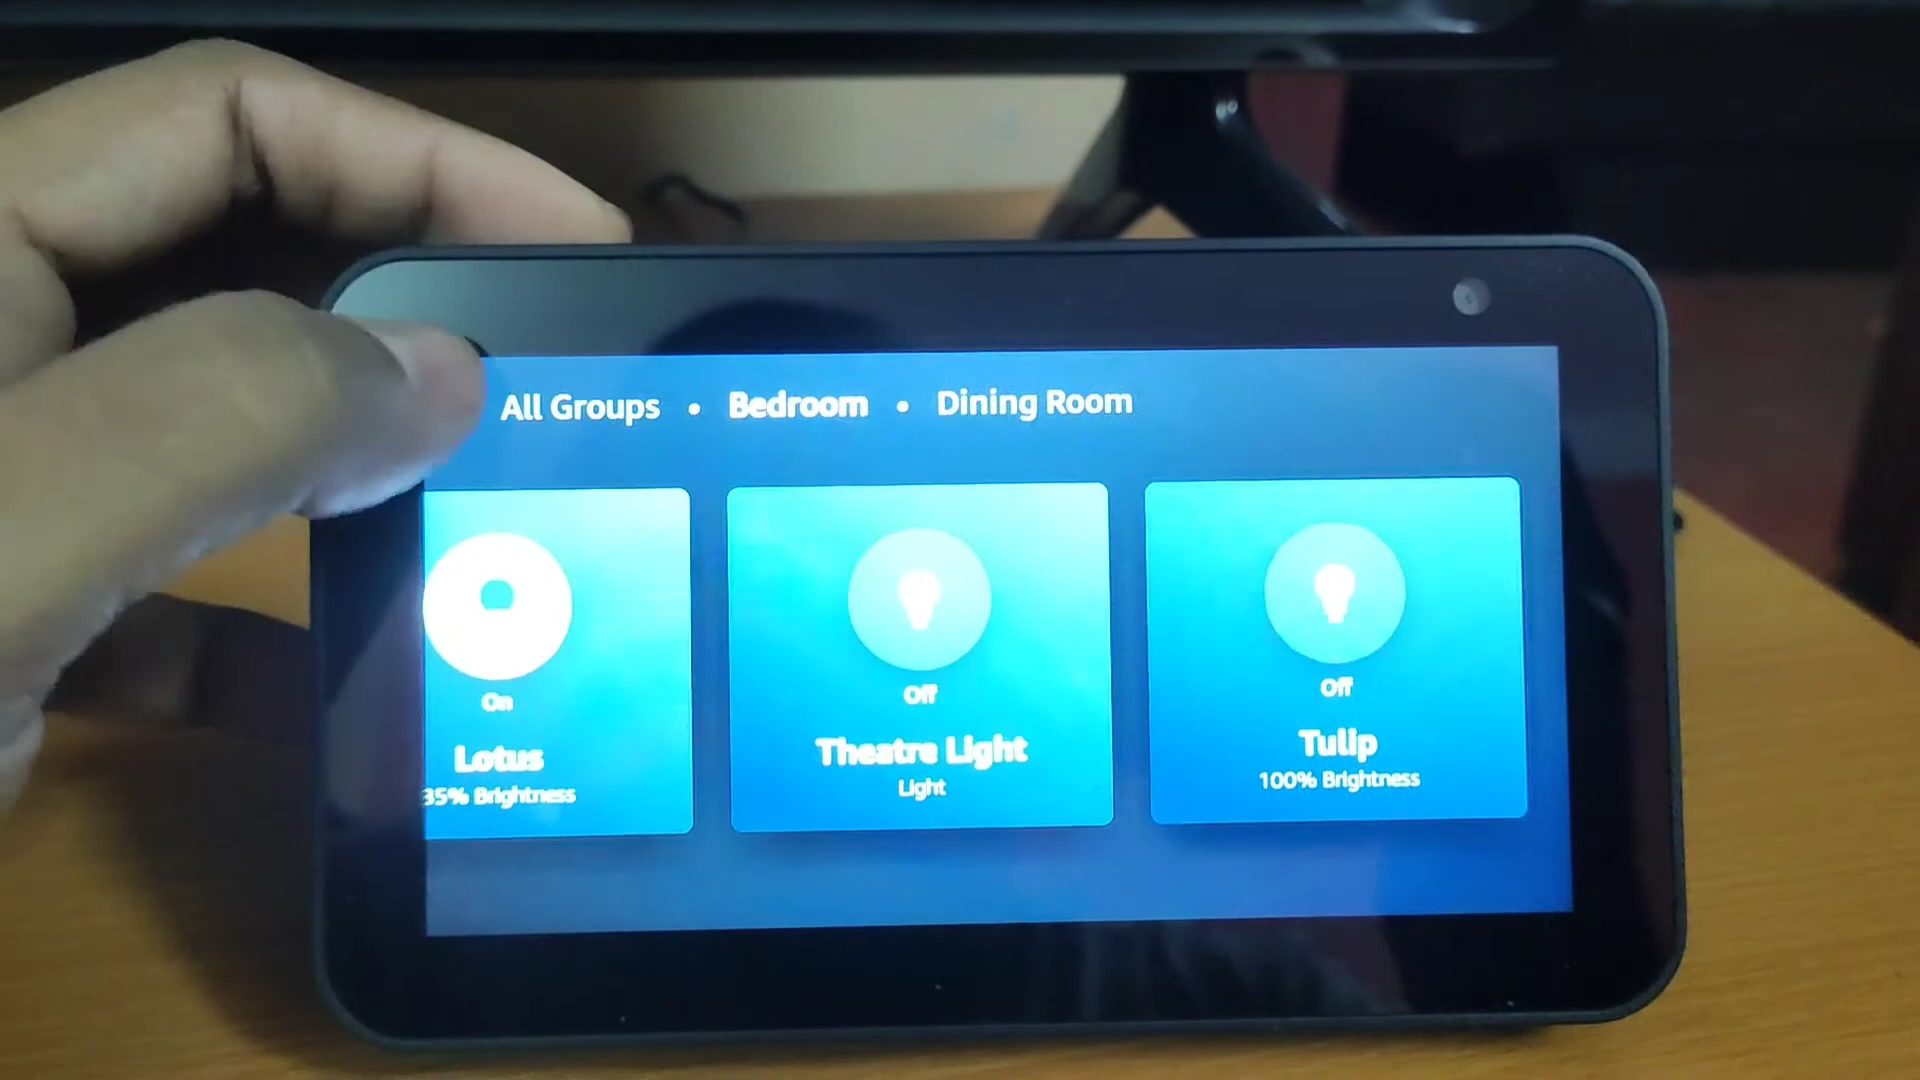 All Groups • Bedroom • Dining Room
On
Lotus
35% Brightness
Off
Theatre Light
Light
Off
Tulip
100% Brightness